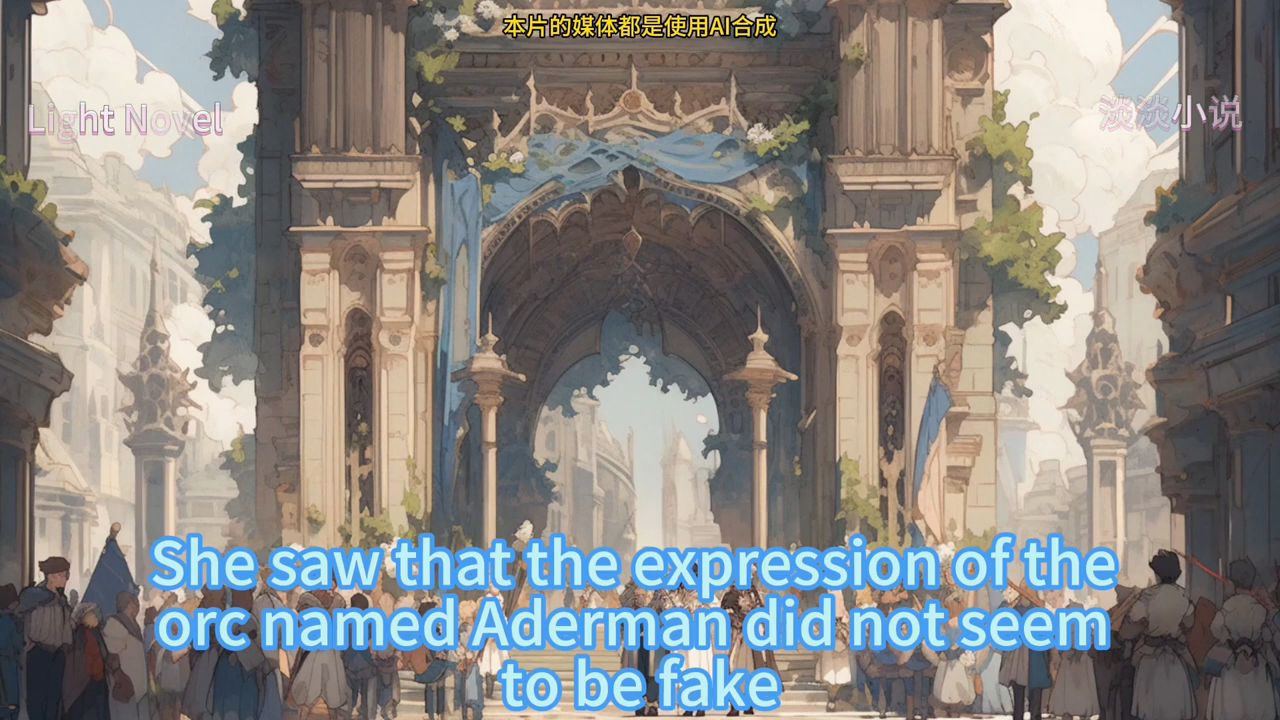 本片的媒体都是使用AI合成
Light Novel
淡淡小说
She saw that the expression of the
orc named Aderman did not seem
to be fake